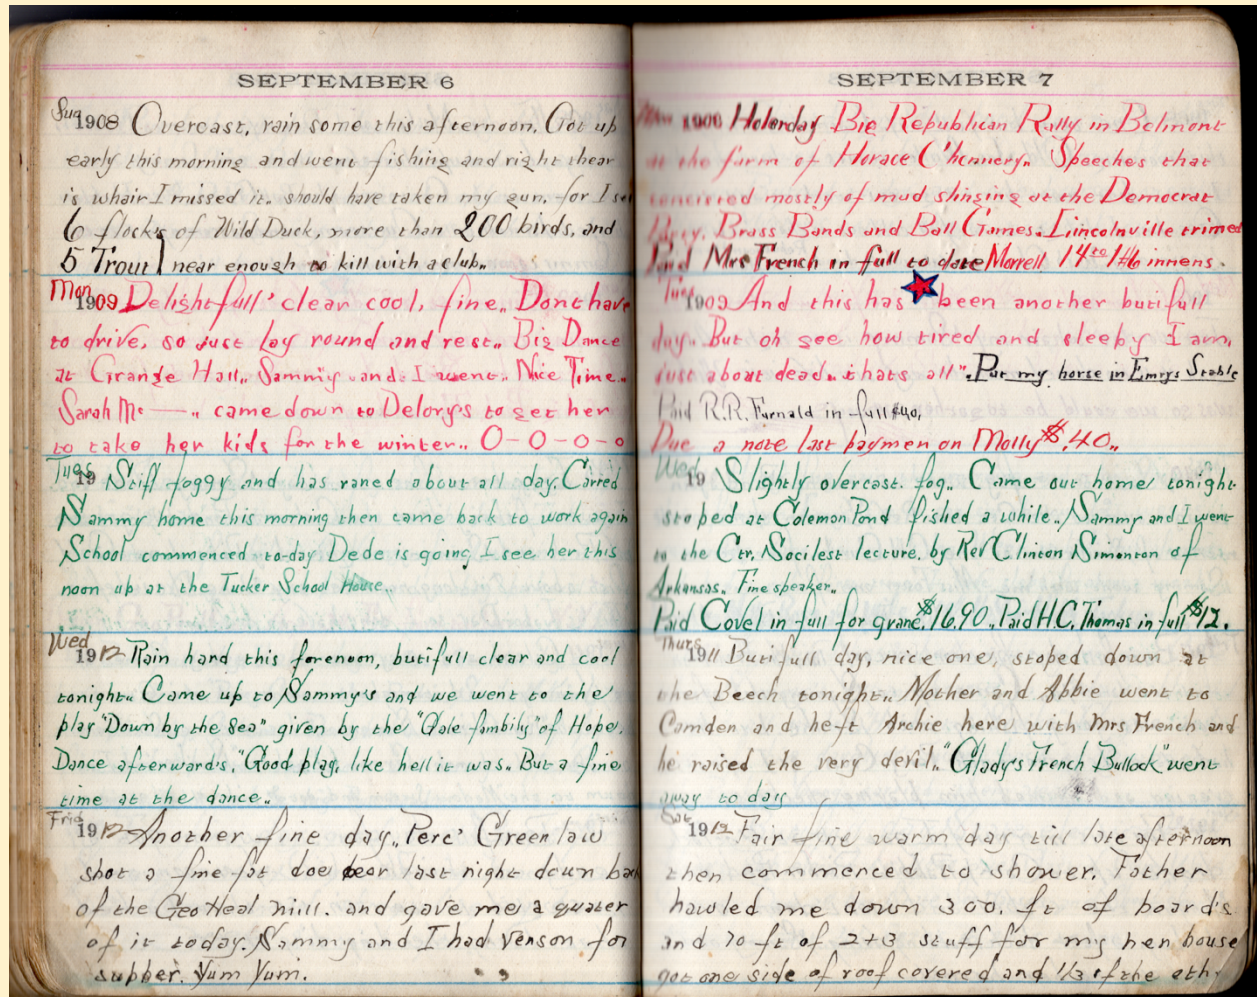 SEPTEMBER 6
Sun 1908 Overcast, rain some this afternoon. Got up
early this morning and went fishing and right thear
is whair I missed it. should have taken my gun, for I se
6 flocks of Wild Duck, more than 200 birds, and
5 Trout near enough to kill with a club.,
Mon 1909 Delightfull' clear cool, fine., Dont have
to drive, so just lay round and rest., Big Dance
at Grange Hall., Sammy and I went., Nice Time.,
Sarah Mc — ., came down to Delorys to get her
to take her kids for the winter., O-O-O-O
Tues 19 Still foggy and has raned about all day. Carred
Sammy home this morning then came back to work again
School commenced to-day Dede is going I see her this
noon up at the Tucker School House.,
Wed 1912 Rain hard this forenoon, butifull clear and cool
tonight., Came up to Sammy's and we went to the
play "Down by the Sea" given by the "Gale fambily" of Hope.
Dance afterward's. "Good play, like hell it was., But a fine
time at the dance.,
Frid 1912 Another fine day., Perc' Greenlaw
shot a fine fat doe last night down back
of the Geo Heal hill. and gave me a quater
of it today. Sammy and I had Venson for
supper. Yum Yum.
SEPTEMBER 7
1908 Holerday Big Republican Rally in Belmont
at the farm of Horace Chennery., Speeches that
concisted mostly of mud slinging at the Democrat
Party. Brass Bands and Ball Games. Lincolnville trimed
Paid Mrs French in full to date Morrell 14 to 1 innens.
Tues 1909 And this has been another butifull
day. But oh gee how tired and sleepy I am,
just about dead., thats all". Put my horse in Emrys Stable
Paid R.R. Furnald in full $40,
Due a note last paymen on Molly $.40.,
Wed 19 Slightly overcast. fog., Came out home tonight
stoped at Colemon Pond fished a while., Sammy and I went
to the Ctr, Socilest lecture, by Rev Clinton Simonton of
Arkansas., Fine speaker.,
Paid Covel in full for grane, $16.90., Paid H.C. Thomas in full $12.
Thurs 1911 Butifull day, nice one, stoped down at
the Beech tonight., Mother and Abbie went to
Camden and heft Archie here with Mrs French and
he raised the very devil., "Glady's French Bullock" went
away to day
Sat 1912 Fair fine warm day till late afternoon
then commenced to shower. Father
hawled me down 300. ft of board's
and 70 ft of 2+3 stuff for my hen house
got one side of roof covered and 1/3 of the oth